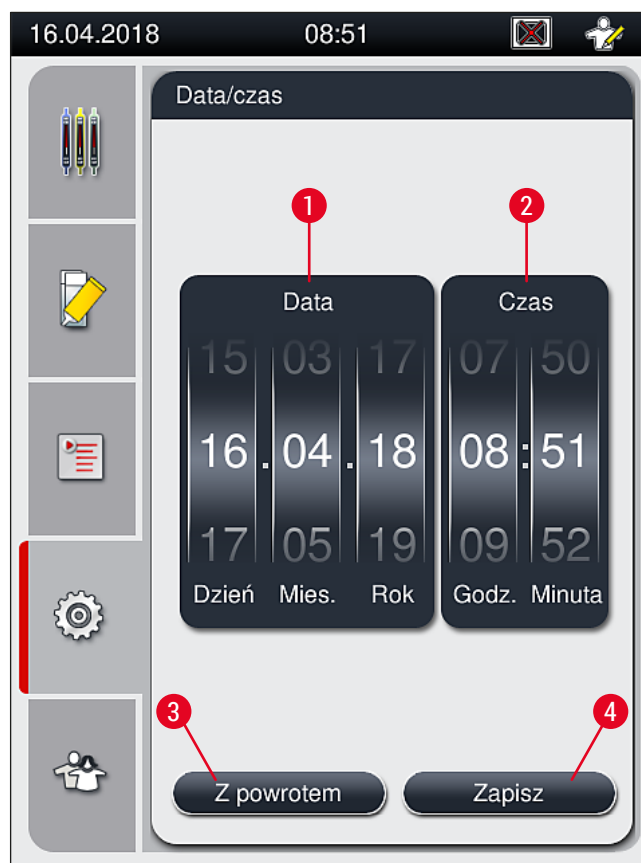 16.04.2018 08:51
Data/czas
1 2
Data Czas
15 03 17 07 50
16 . 04 . 18 08 : 51
17 05 19 09 52
Dzień Mies. Rok Godz. Minuta
3 4
Z powrotem Zapisz